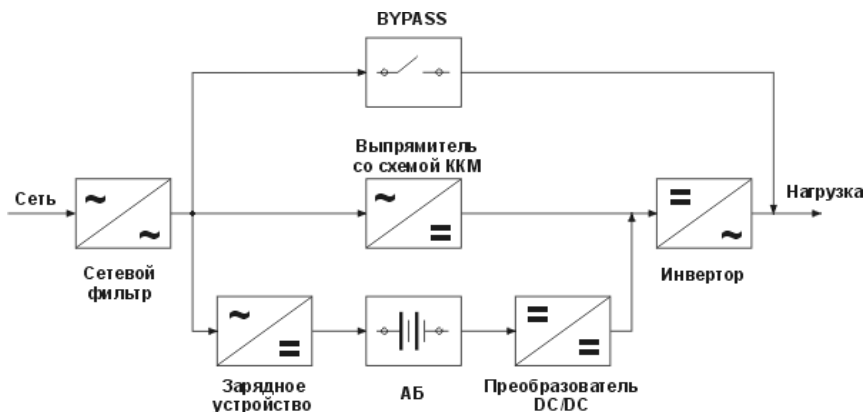 BYPASS
Выпрямитель
со схемой ККМ
Сеть
Нагрузка
Сетевой
фильтр
Инвертор
Зарядное
устройство
АБ
Преобразователь
DC/DC